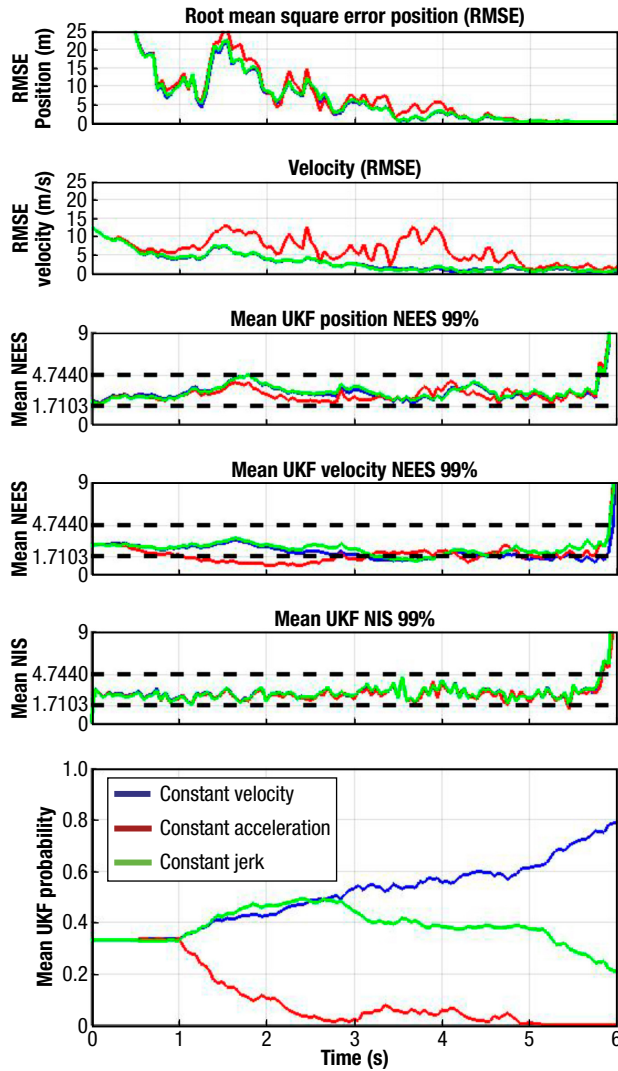 Root mean square error position (RMSE)
RMSE
Position (m)
25
20
15
10
5
0
Velocity (RMSE)
RMSE
velocity (m/s)
25
20
15
10
5
0
Mean UKF position NEES 99%
Mean NEES
9
4.7440
1.7103
0
Mean UKF velocity NEES 99%
Mean NEES
9
4.7440
1.7103
0
Mean UKF NIS 99%
Mean NIS
9
4.7440
1.7103
0
Mean UKF probability
1.0
0.8
0.6
0.4
0.2
0
Constant velocity
Constant acceleration
Constant jerk
0 1 2 3 4 5 6
Time (s)